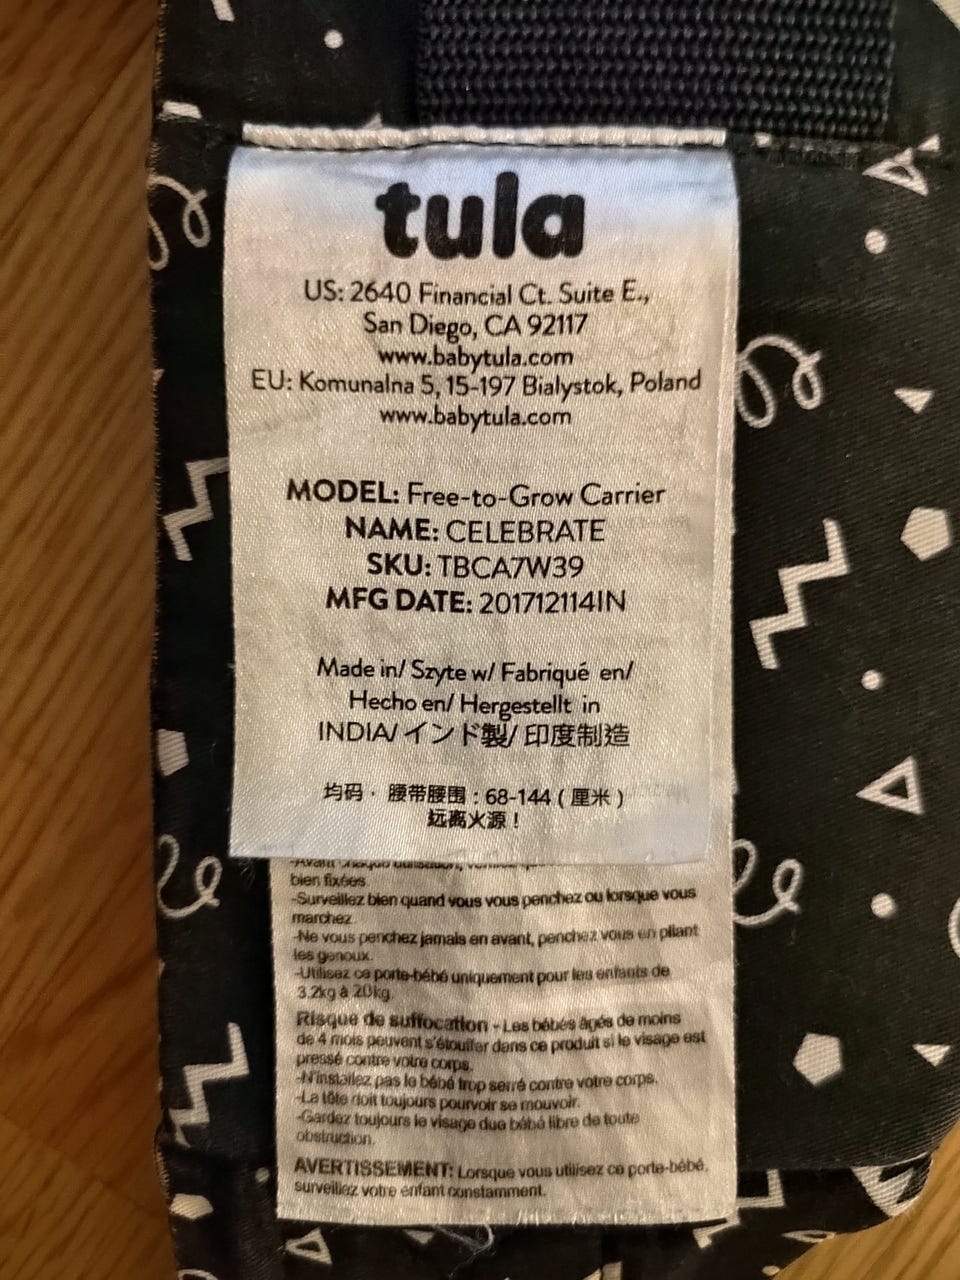 tula
US: 2640 Financial Ct. Suite E.,
San Diego, CA 92117
www.babytula.com
EU: Komunalna 5, 15-197 Bialystok, Poland
www.babytula.com
MODEL: Free-to-Grow Carrier
NAME: CELEBRATE
SKU: TBCA7W39
MFG DATE: 201712114IN
Made in/ Szyte w/ Fabriqué en/
Hecho en/ Hergestellt in
INDIA/ インド製/ 印度制造
均码 · 腰带腰围 : 68-144 ( 厘米 )
远离火源 !
-Avant chaque utilisation,
bien fixées
-Surveillez bien quand vous vous penchez ou lorsque vous
marchez.
-Ne vous penchez jamais en avant, penchez vous en pliant
les genoux.
-Utilisez ce porte-bébé uniquement pour les enfants de
3.2kg à 20kg.
Risque de suffocation - Les bébés âgés de moins
de 4 mois peuvent s'étouffer dans ce produit si le visage est
pressé contre votre corps.
-N'installez pas le bébé trop serré contre votre corps.
-La tête doit toujours pourvoir se mouvoir.
-Gardez toujours le visage due bébé libre de toute
obstruction.
AVERTISSEMENT: Lorsque vous utilisez ce porte-bébé,
surveillez votre enfant constamment.